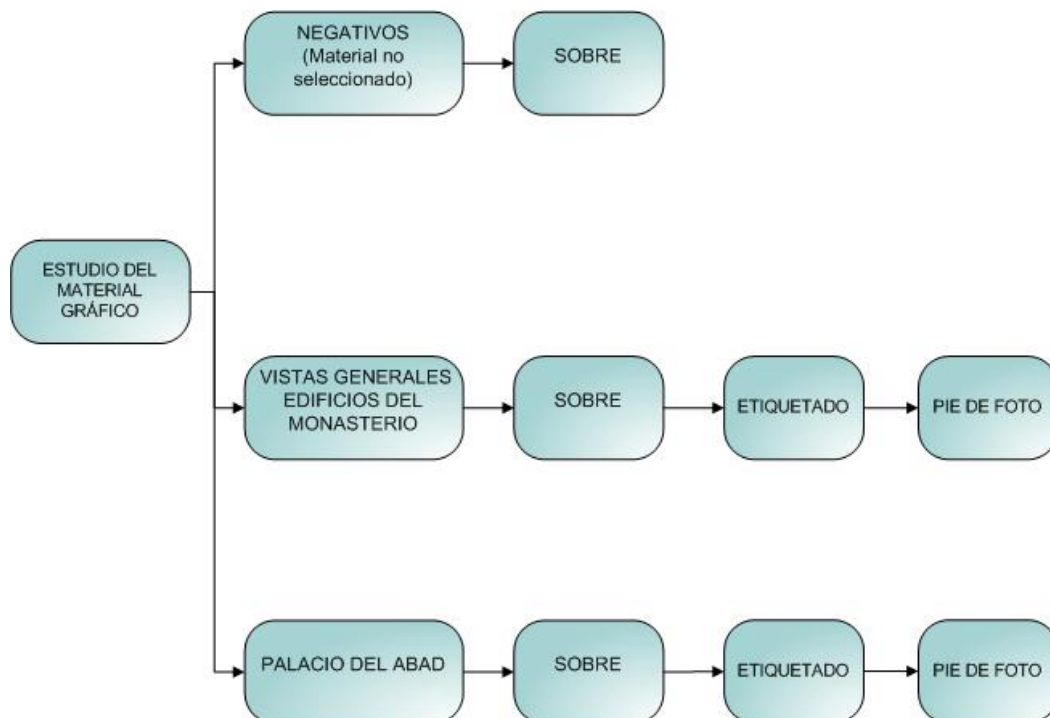 NEGATIVOS
(Material no
seleccionado)
SOBRE
ESTUDIO DEL
MATERIAL
GRÁFICO
VISTAS GENERALES
EDIFICIOS DEL
MONASTERIO
SOBRE
ETIQUETADO
PIE DE FOTO
PALACIO DEL ABAD
SOBRE
ETIQUETADO
PIE DE FOTO